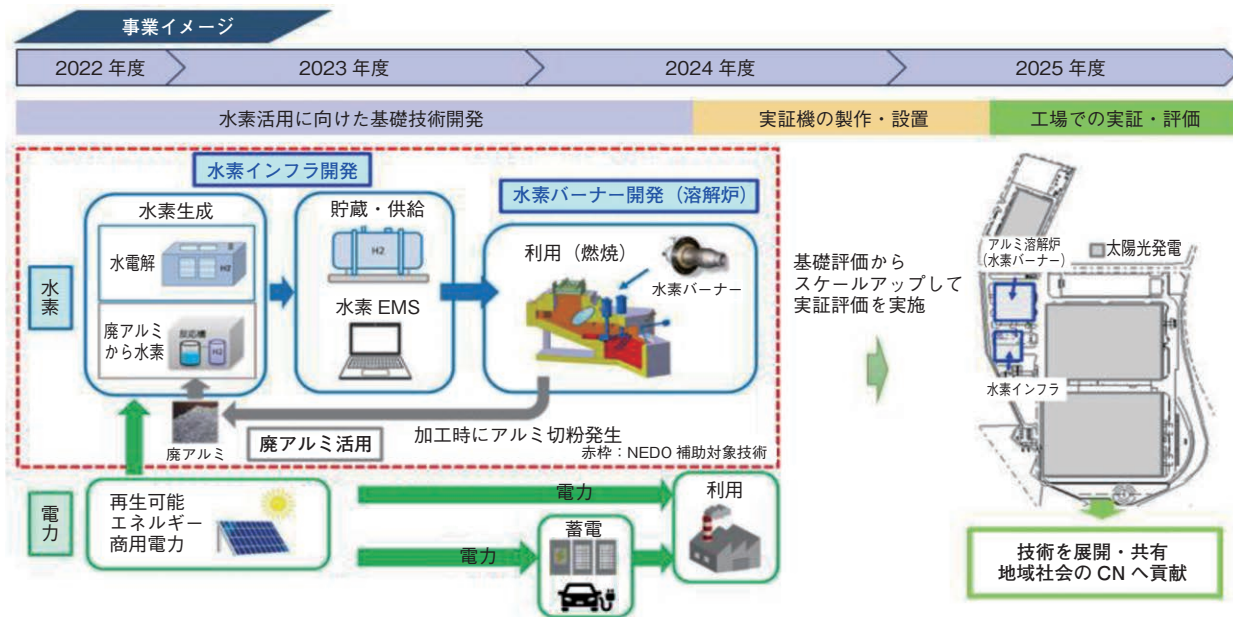 事業イメージ
2022 年度
2023 年度
2024 年度
2025 年度
水素活用に向けた基礎技術開発
実証機の製作・設置
工場での実証・評価
水素インフラ開発
水素バーナー開発（溶解炉）
水素
水素生成
水電解
H2
廃アルミ
から水素
反応槽
H2
貯蔵・供給
H2
水素 EMS
利用（燃焼）
水素バーナー
廃アルミ
廃アルミ活用
加工時にアルミ切粉発生
赤枠：NEDO 補助対象技術
基礎評価から
スケールアップして
実証評価を実施
アルミ溶解炉
（水素バーナー）
太陽光発電
水素インフラ
電力
再生可能
エネルギー
商用電力
電力
電力
蓄電
利用
技術を展開・共有
地域社会の CN へ貢献